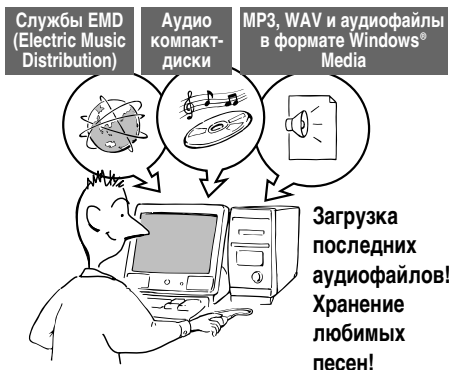 Службы EMD
(Electric Music
Distribution)
Аудио
компакт-
диски
MP3, WAV и аудиофайлы
в формате Windows®
Media
Загрузка
последних
аудиофайлов!
Хранение
любимых
песен!